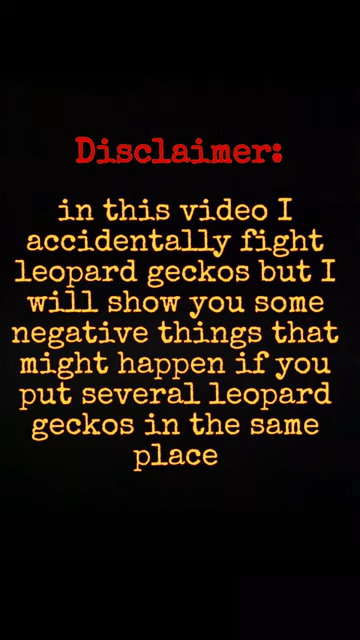 Disclaimer:
in this video I
accidentally fight
leopard geckos but I
will show you some
negative things that
might happen if you
put several leopard
geckos in the same
place